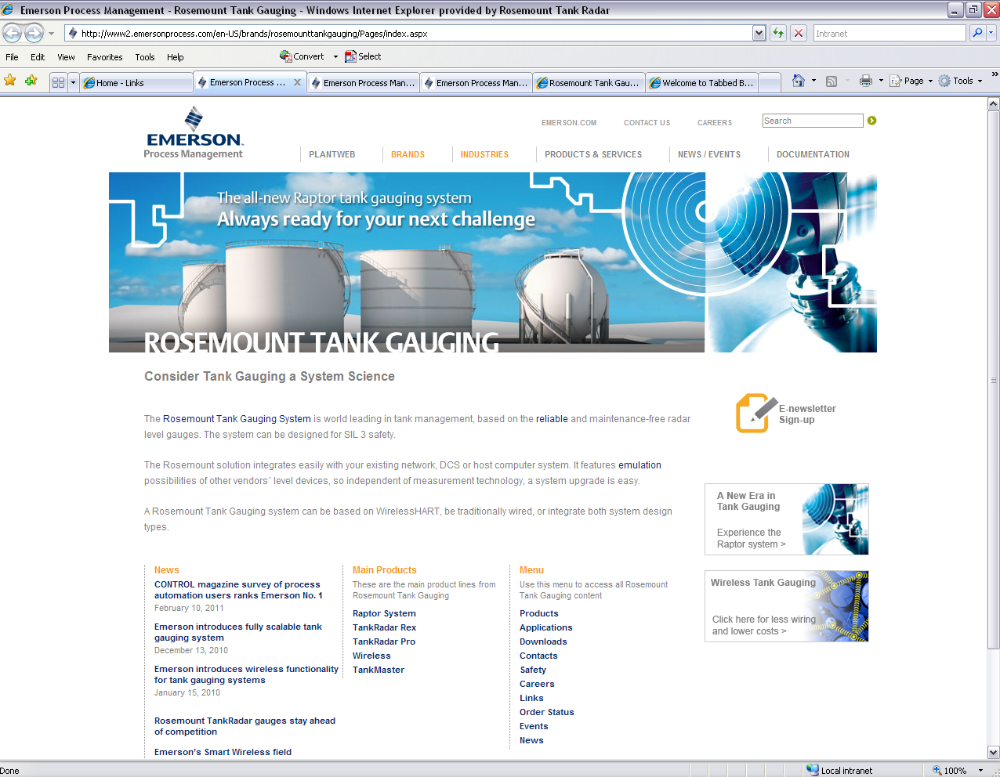 Emerson Process Management - Rosemount Tank Gauging - Windows Internet Explorer provided by Rosemount Tank Radar
http://www2.emersonprocess.com/en-US/brands/rosemounttankgauging/Pages/index.aspx
Intranet
File Edit View Favorites Tools Help
Convert Select
Home - Links
Emerson Process ...
Emerson Process Man...
Emerson Process Man...
Rosemount Tank Gau...
Welcome to Tabbed B...
Page Tools
EMERSON.COM CONTACT US CAREERS
Search
EMERSON
Process Management
PLANTWEB BRANDS INDUSTRIES PRODUCTS & SERVICES NEWS / EVENTS DOCUMENTATION
The all-new Raptor tank gauging system
Always ready for your next challenge
ROSEMOUNT TANK GAUGING
Consider Tank Gauging a System Science
The Rosemount Tank Gauging System is world leading in tank management, based on the reliable and maintenance-free radar
level gauges. The system can be designed for SIL 3 safety.
The Rosemount solution integrates easily with your existing network, DCS or host computer system. It features emulation
possibilities of other vendors´ level devices, so independent of measurement technology, a system upgrade is easy.
A Rosemount Tank Gauging system can be based on WirelessHART, be traditionally wired, or integrate both system design
types.
E-newsletter
Sign-up
A New Era in
Tank Gauging
Experience the
Raptor system >
Wireless Tank Gauging
Click here for less wiring
and lower costs >
News
CONTROL magazine survey of process
automation users ranks Emerson No. 1
February 10, 2011
Emerson introduces fully scalable tank
gauging system
December 13, 2010
Emerson introduces wireless functionality
for tank gauging systems
January 15, 2010
Rosemount TankRadar gauges stay ahead
of competition
Emerson's Smart Wireless field
Main Products
These are the main product lines from
Rosemount Tank Gauging
Raptor System
TankRadar Rex
TankRadar Pro
Wireless
TankMaster
Menu
Use this menu to access all Rosemount
Tank Gauging content
Products
Applications
Downloads
Contacts
Safety
Careers
Links
Order Status
Events
News
Done
Local intranet
100%